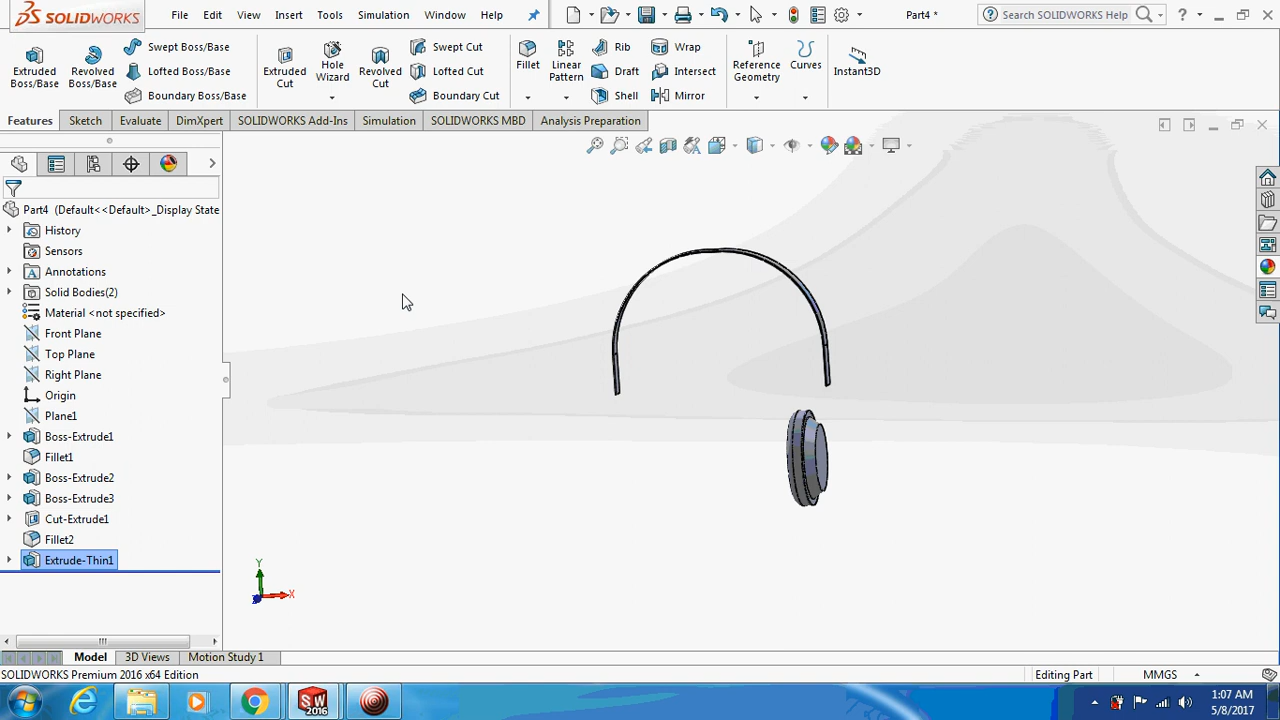 SOLIDWORKS File Edit View Insert Tools Simulation Window Help Part4 * Search SOLIDWORKS Help ?
Extruded Boss/Base
Revolved Boss/Base
Swept Boss/Base
Lofted Boss/Base
Boundary Boss/Base
Extruded Cut
Hole Wizard
Revolved Cut
Swept Cut
Lofted Cut
Boundary Cut
Fillet
Linear Pattern
Rib
Draft
Shell
Wrap
Intersect
Mirror
Reference Geometry
Curves
Instant3D
Features Sketch Evaluate DimXpert SOLIDWORKS Add-Ins Simulation SOLIDWORKS MBD Analysis Preparation
Part4 (Default<<Default>_Display State
History
Sensors
Annotations
Solid Bodies(2)
Material <not specified>
Front Plane
Top Plane
Right Plane
Origin
Plane1
Boss-Extrude1
Fillet1
Boss-Extrude2
Boss-Extrude3
Cut-Extrude1
Fillet2
Extrude-Thin1
Y
X
Model 3D Views Motion Study 1
SOLIDWORKS Premium 2016 x64 Edition Editing Part MMGS
SW
2016
1:07 AM
5/8/2017